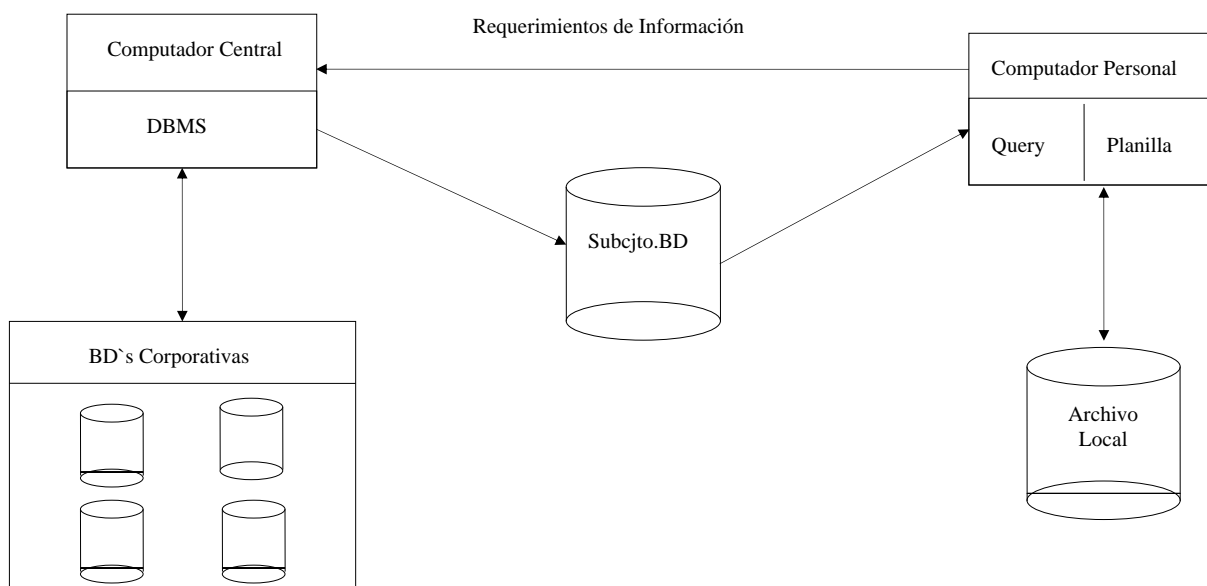 Requerimientos de Información
Computador Central
DBMS
Computador Personal
Query
Planilla
Subcjto.BD
BD`s Corporativas
Archivo
Local